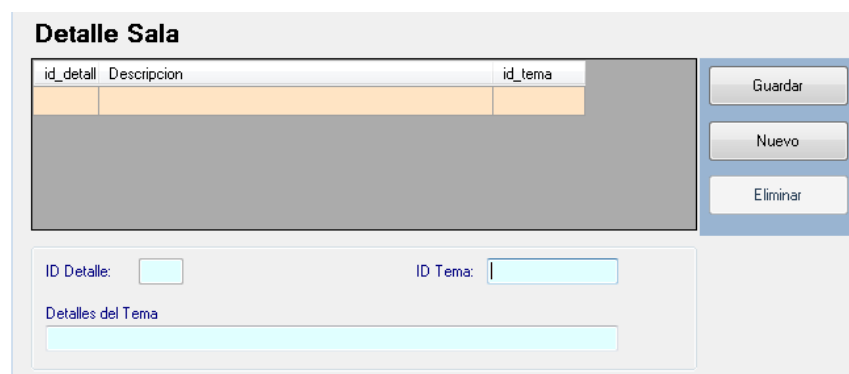 Detalle Sala
id_detall Descripcion id_tema
Guardar
Nuevo
Eliminar
ID Detalle: ID Tema:
Detalles del Tema